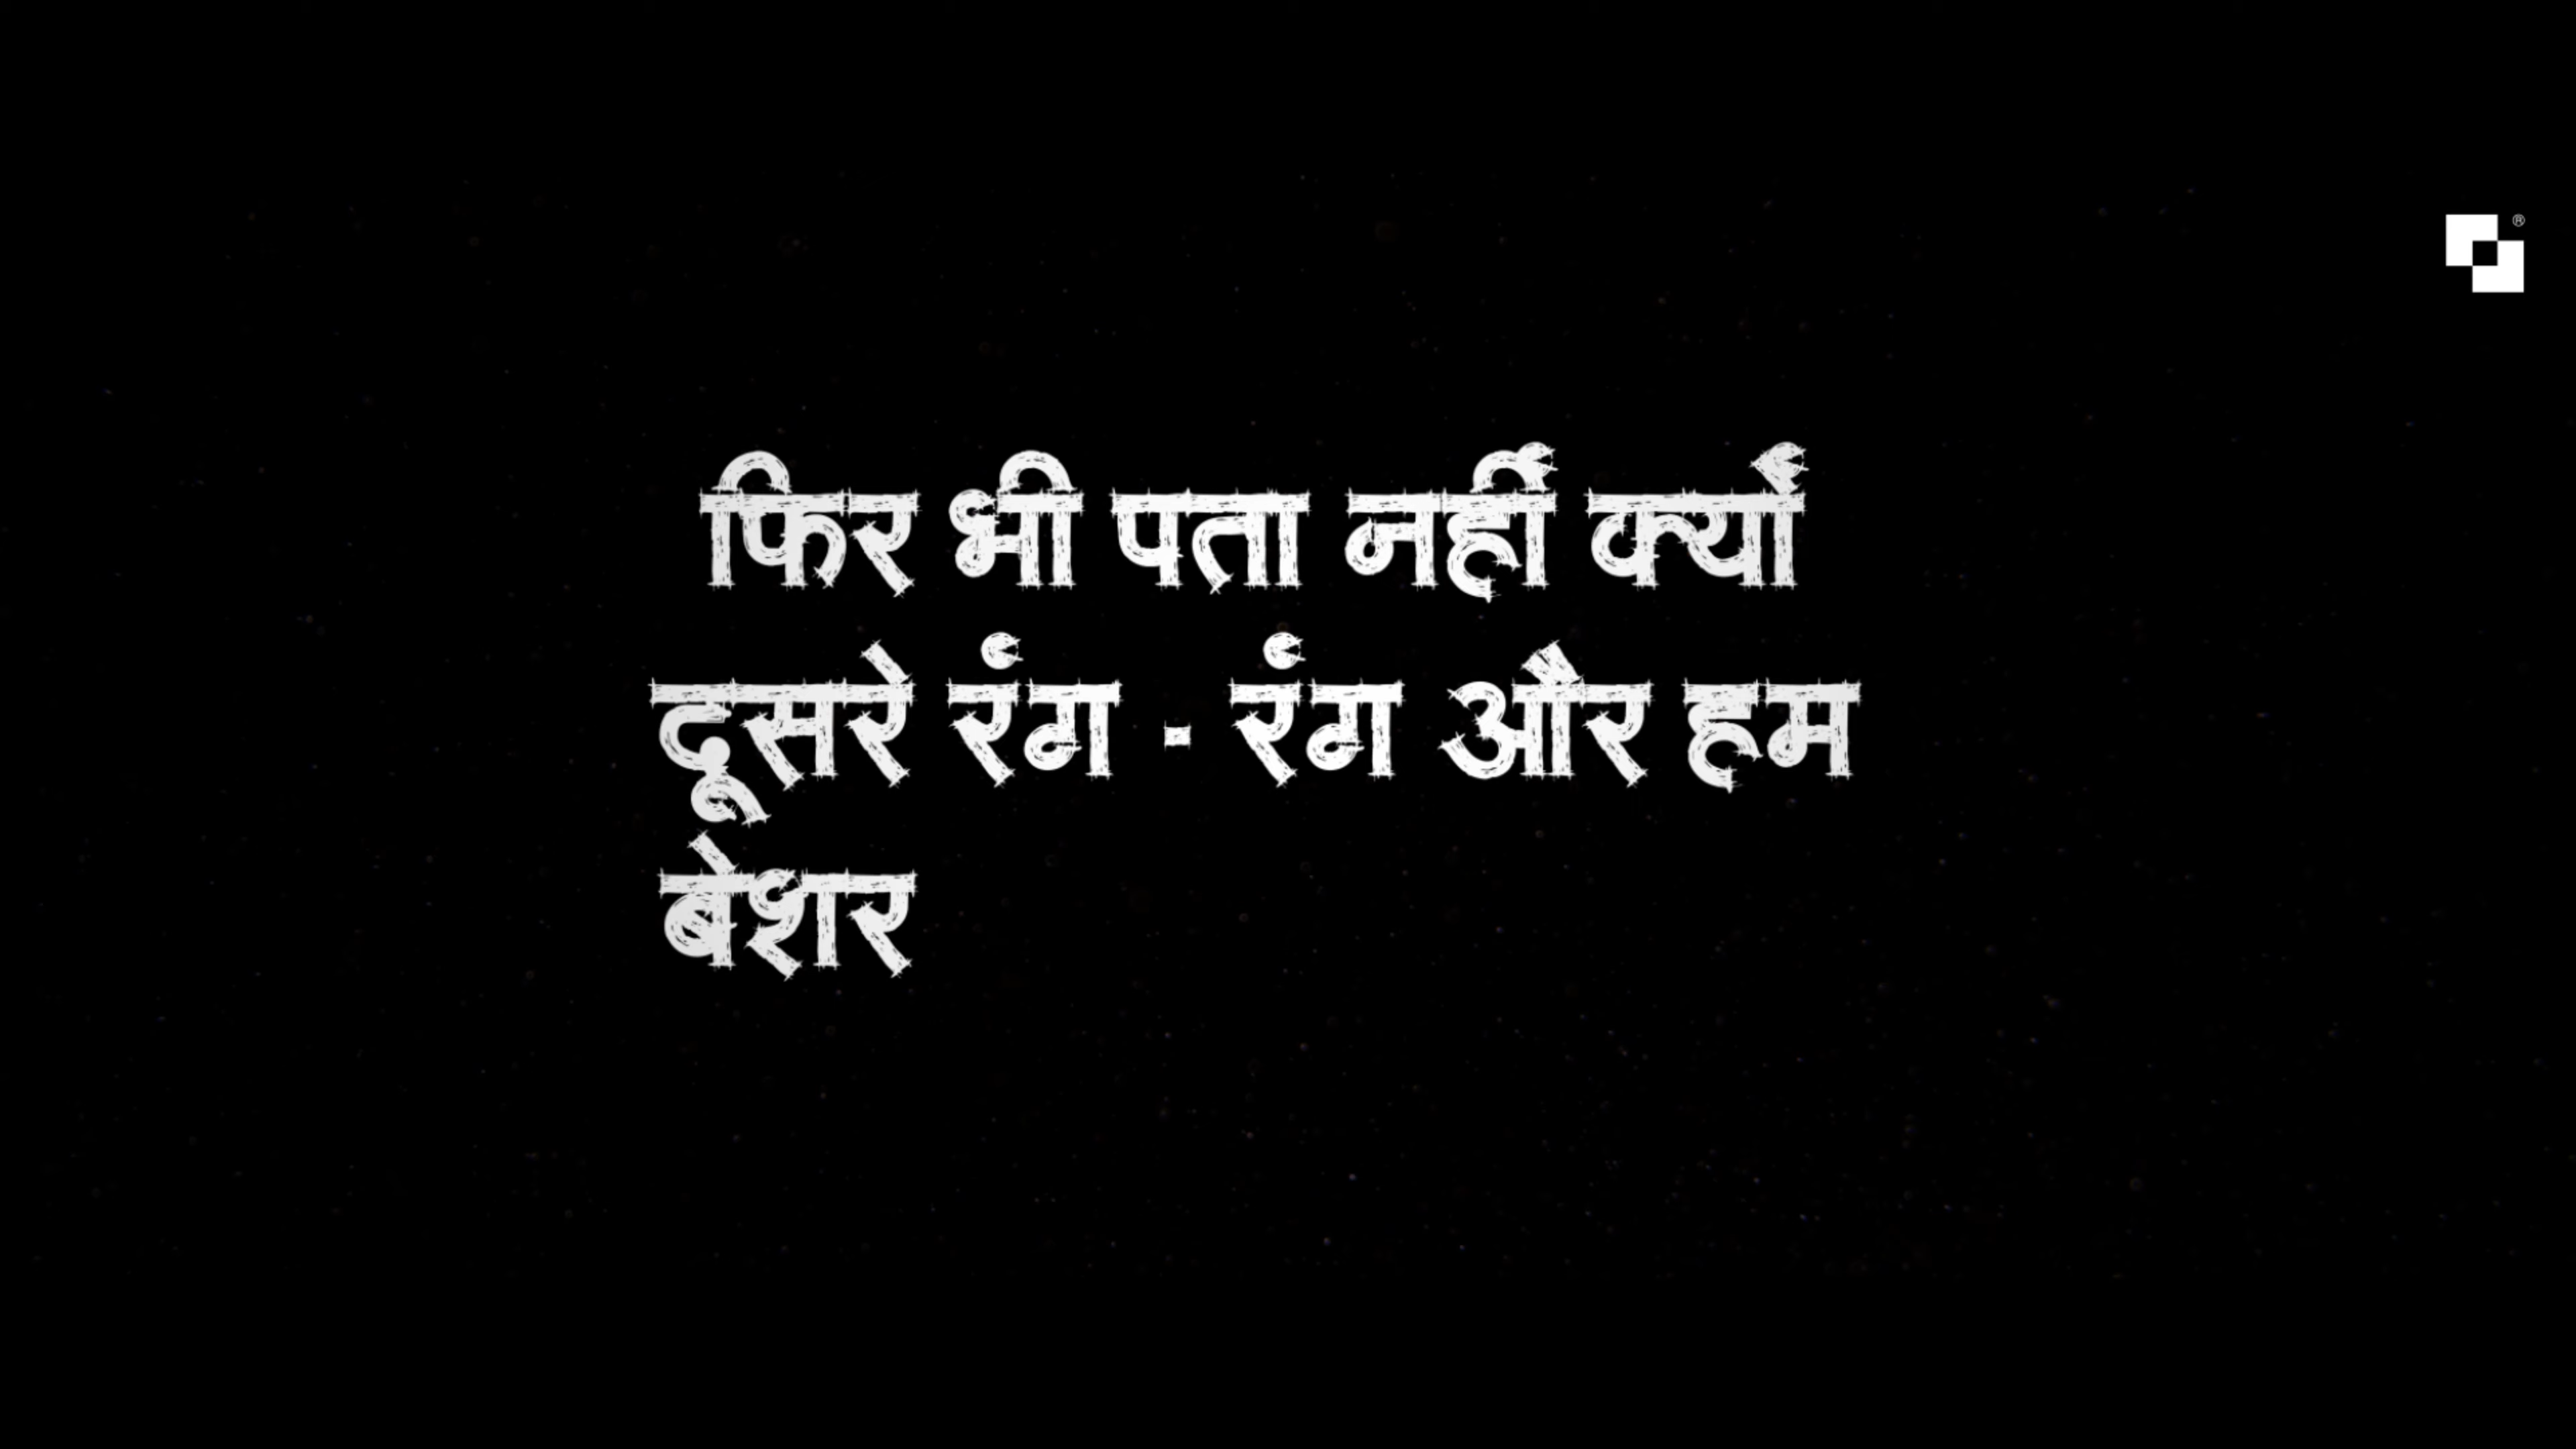 फिर भी पता नहीं क्यों
दूसरे रंग - रंग और हम
बेशर
®